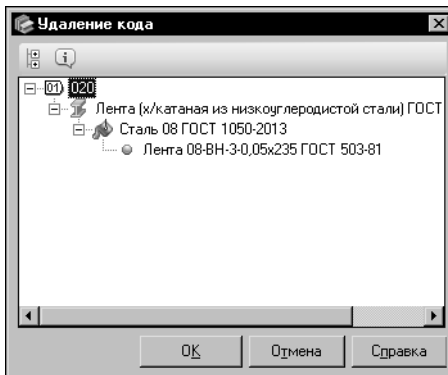 Удаление кода
01) 020
Лента (х/катаная из низкоуглеродистой стали) ГОСТ
Сталь 08 ГОСТ 1050-2013
Лента 08-ВН-3-0,05х235 ГОСТ 503-81
OK
Отмена
Справка